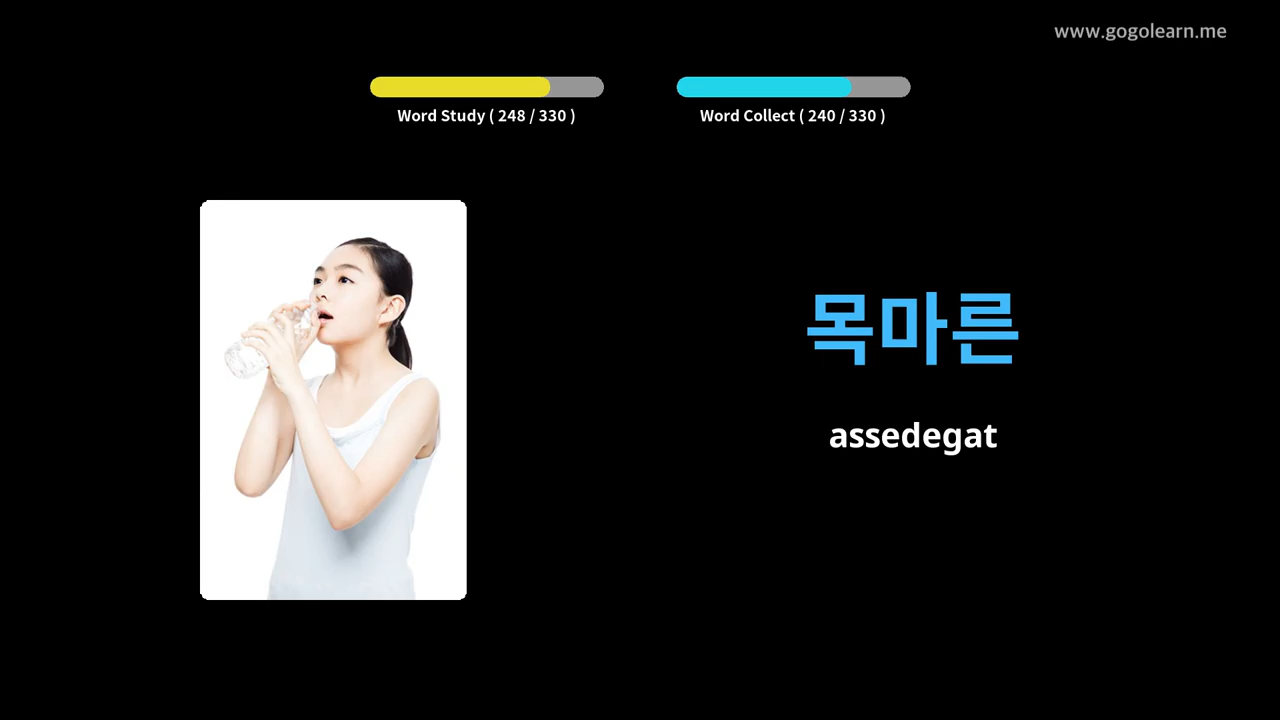 www.gogolearn.me
Word Study ( 248 / 330 )
Word Collect ( 240 / 330 )
목마른
assedegat